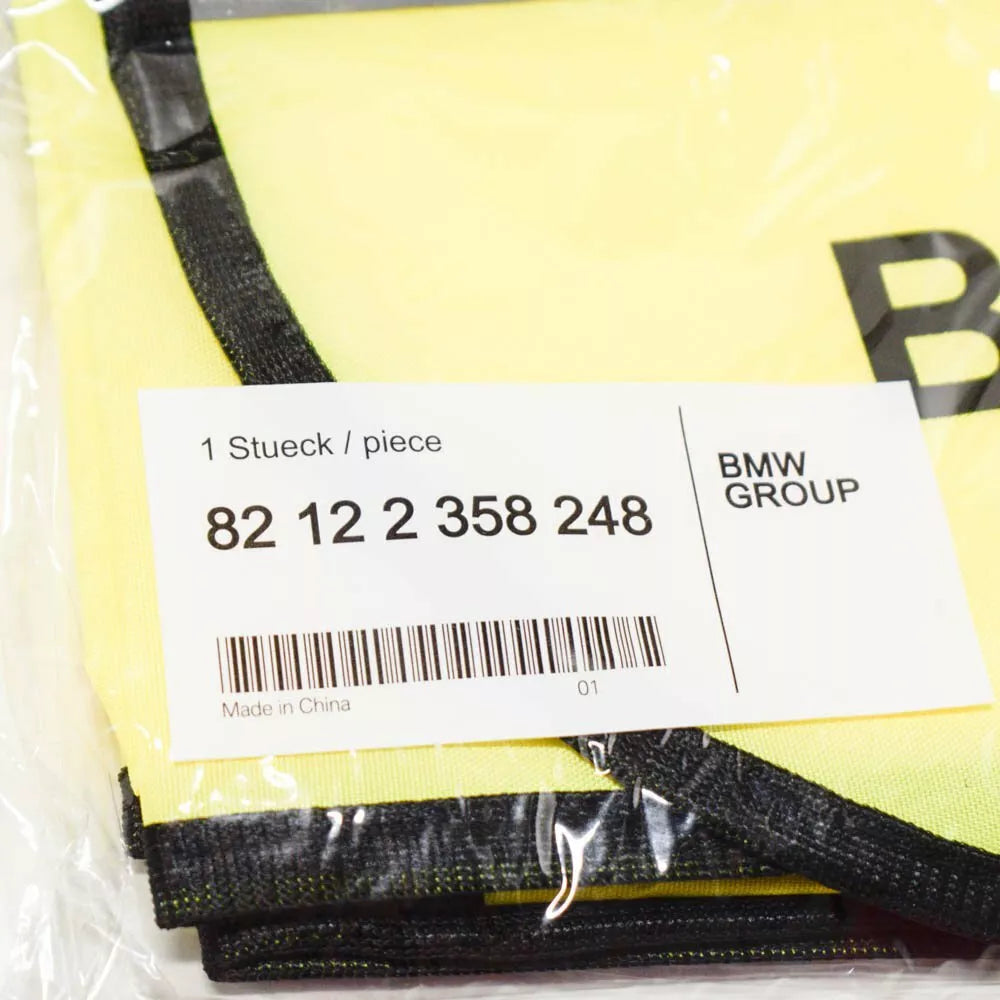 B
1 Stueck / piece
BMW
GROUP
82 12 2 358 248
01
Made in China